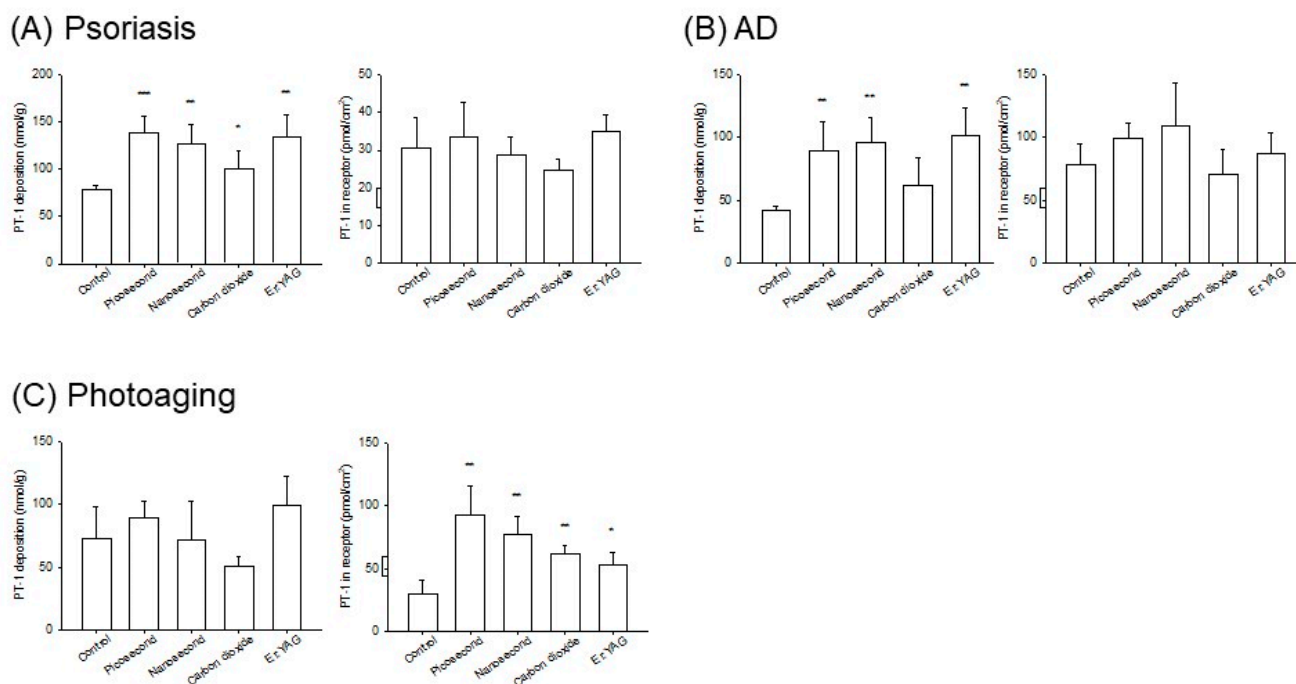 (A) Psoriasis
(B) AD
200
150
100
50
0
PT-1 deposition (nmol/g)
***
**
*
**
Control
Picosecond
Nanosecond
Carbon dioxide
Er:YAG
50
40
30
20
10
0
PT-1 in receptor (pmol/cm²)
Control
Picosecond
Nanosecond
Carbon dioxide
Er:YAG
150
100
50
0
PT-1 deposition (nmol/g)
**
**
**
Control
Picosecond
Nanosecond
Carbon dioxide
Er:YAG
150
100
50
0
PT-1 in receptor (pmol/cm²)
Control
Picosecond
Nanosecond
Carbon dioxide
Er:YAG
(C) Photoaging
150
100
50
0
PT-1 deposition (nmol/g)
Control
Picosecond
Nanosecond
Carbon dioxide
Er:YAG
150
100
50
0
PT-1 in receptor (pmol/cm²)
**
**
**
*
Control
Picosecond
Nanosecond
Carbon dioxide
Er:YAG